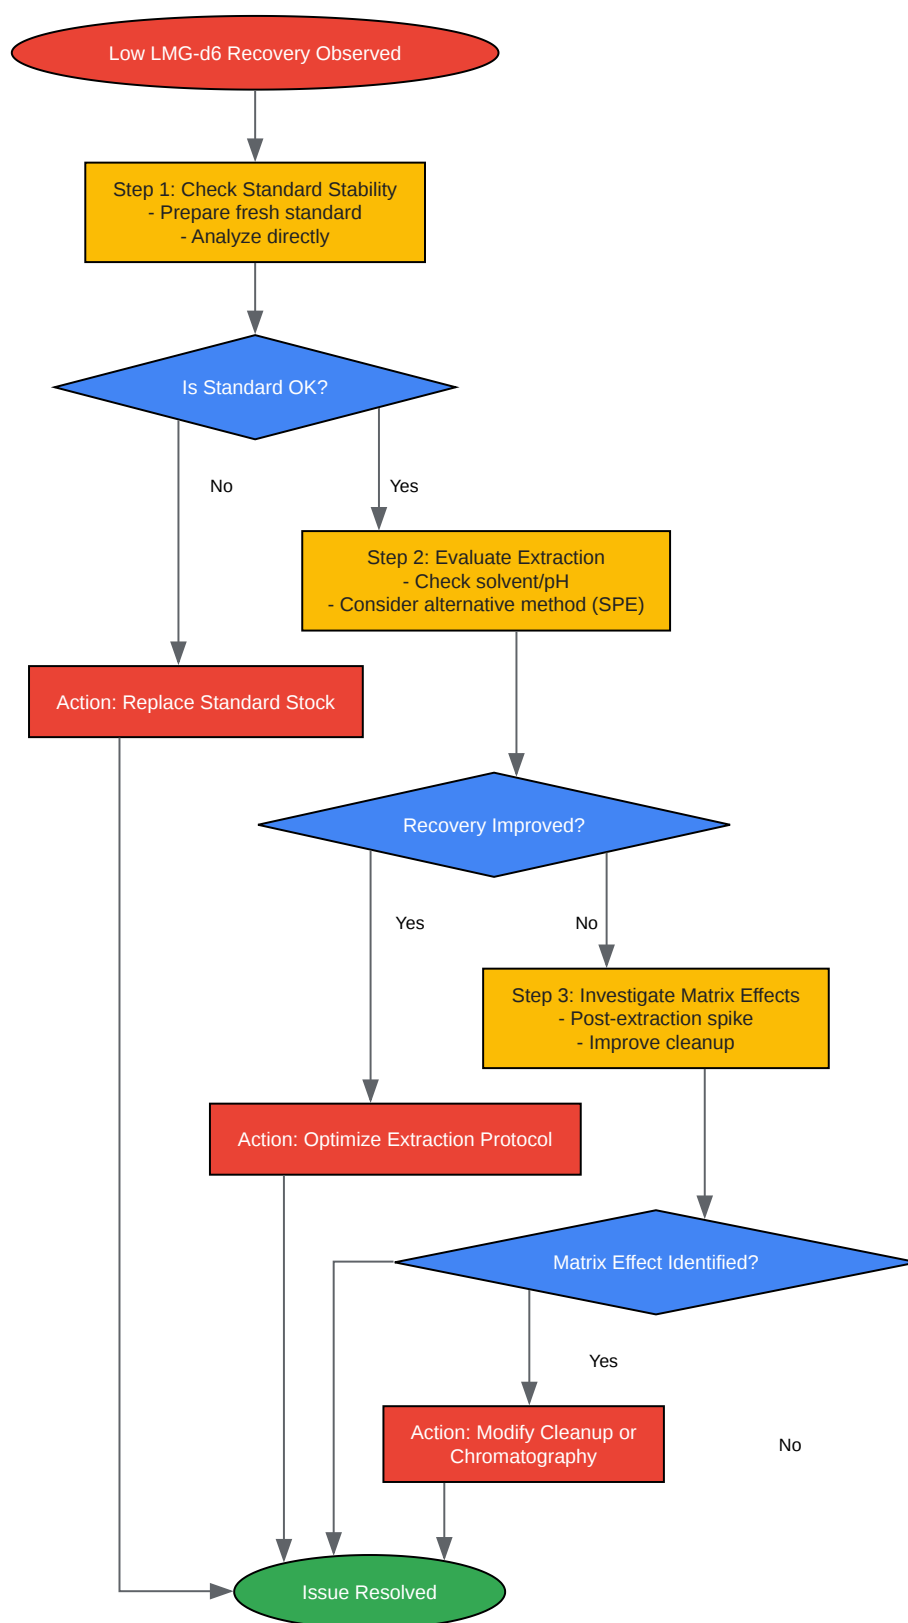 Low LMG-d6 Recovery Observed
Step 1: Check Standard Stability
- Prepare fresh standard
- Analyze directly
Is Standard OK?
No
Yes
Step 2: Evaluate Extraction
- Check solvent/pH
- Consider alternative method (SPE)
Action: Replace Standard Stock
Recovery Improved?
Yes
No
Step 3: Investigate Matrix Effects
- Post-extraction spike
- Improve cleanup
Action: Optimize Extraction Protocol
Matrix Effect Identified?
Yes
Action: Modify Cleanup or
Chromatography
No
Issue Resolved